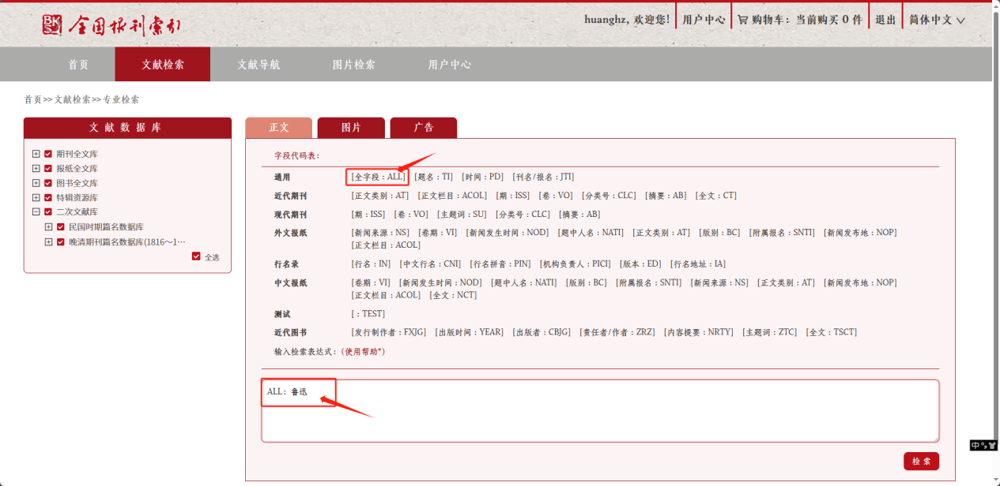 全国报刊索引
huanghz, 欢迎您! 用户中心 购物车: 当前购买 0 件 退出 简体中文
首页 文献检索 文献导航 图片检索 用户中心
首页>>文献检索>>专业检索
文 献 数 据 库
期刊全文库
报纸全文库
图书全文库
特辑资源库
二次文献库
民国时期篇名数据库
晚清期刊篇名数据库(1816~1…
全选
正文 图片 广告
字段代码表:
通用 [全字段:ALL] [题名:TI] [时间:PD] [刊名/报名:JTI]
近代期刊 [正文类别:AT] [正文栏目:ACOL] [期:ISS] [卷:VO] [分类号:CLC] [摘要:AB] [全文:CT]
现代期刊 [期:ISS] [卷:VO] [主题词:SU] [分类号:CLC] [摘要:AB]
外文报纸 [新闻来源:NS] [卷期:VI] [新闻发生时间:NOD] [题中人名:NATI] [正文类别:AT] [版别:BC] [附属报名:SNTI] [新闻发布地:NOP]
[正文栏目:ACOL]
行名录 [行名:IN] [中文行名:CNI] [行名拼音:PIN] [机构负责人:PICI] [版本:ED] [行名地址:IA]
中文报纸 [卷期:VI] [新闻发生时间:NOD] [题中人名:NATI] [版别:BC] [附属报名:SNTI] [新闻来源:NS] [正文类别:AT] [新闻发布地:NOP]
[正文栏目:ACOL] [全文:NCT]
测试 [:TEST]
近代图书 [发行制作者:FXJG] [出版时间:YEAR] [出版者:CBJG] [责任者/作者:ZRZ] [内容提要:NRTY] [主题词:ZTC] [全文:TSCT]
输入检索表达式:(使用帮助*)
ALL: 鲁迅
检 索
中